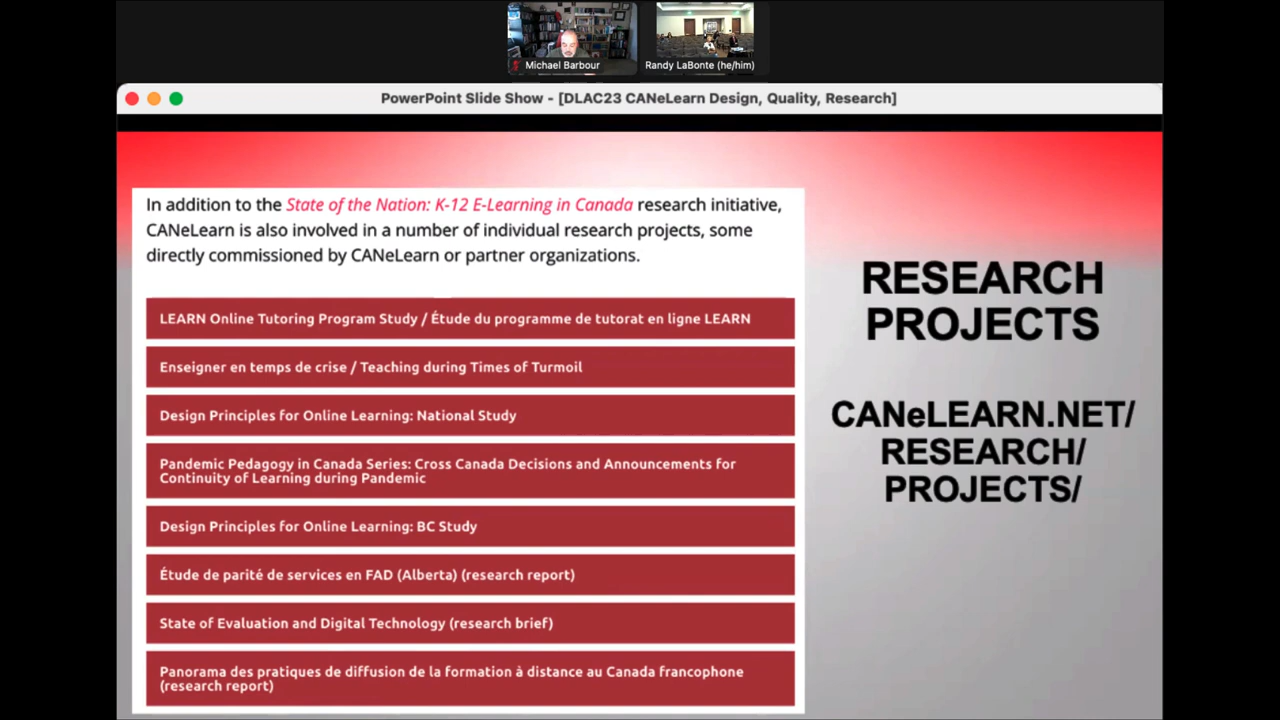 Michael Barbour
Randy LaBonte (he/him)
PowerPoint Slide Show - [DLAC23 CANeLearn Design, Quality, Research]
In addition to the State of the Nation: K-12 E-Learning in Canada research initiative,
CANeLearn is also involved in a number of individual research projects, some
directly commissioned by CANeLearn or partner organizations.
LEARN Online Tutoring Program Study / Étude du programme de tutorat en ligne LEARN
Enseigner en temps de crise / Teaching during Times of Turmoil
Design Principles for Online Learning: National Study
Pandemic Pedagogy in Canada Series: Cross Canada Decisions and Announcements for
Continuity of Learning during Pandemic
Design Principles for Online Learning: BC Study
Étude de parité de services en FAD (Alberta) (research report)
State of Evaluation and Digital Technology (research brief)
Panorama des pratiques de diffusion de la formation à distance au Canada francophone
(research report)
RESEARCH
PROJECTS
CANeLEARN.NET/
RESEARCH/
PROJECTS/